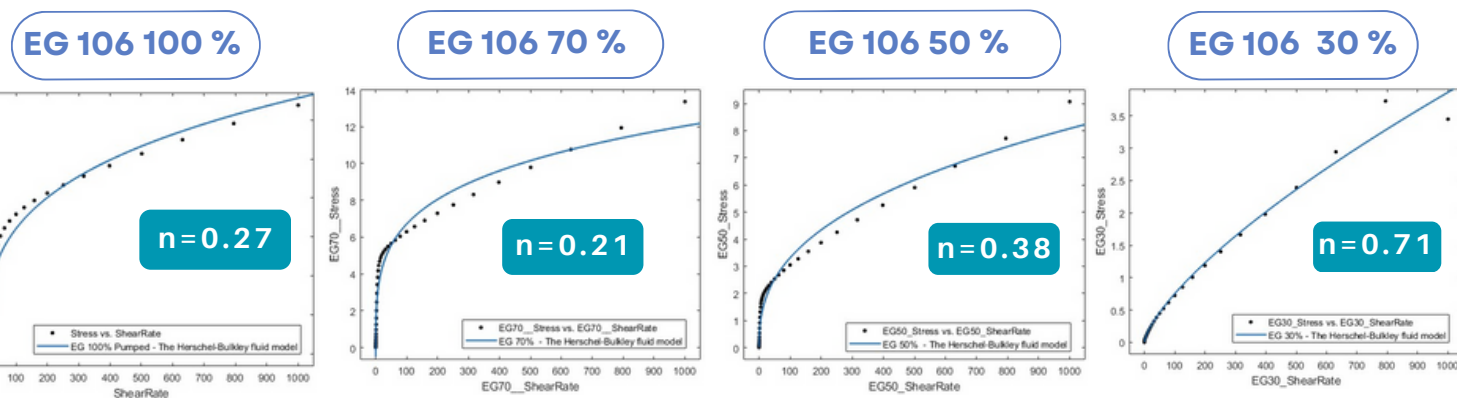 EG 106 100 %
EG 106 70 %
EG 106 50 %
EG 106 30 %
n=0.27
Stress vs. ShearRate
EG 100% Pumped - The Herschel-Bulkley fluid model
100 200 300 400 500 600 700 800 900 1000
ShearRate
14
12
10
8
6
4
2
0
EG70__Stress
n=0.21
EG70__Stress vs. EG70__ShearRate
EG 70% - The Herschel-Bulkley fluid model
0 100 200 300 400 500 600 700 800 900 1000
EG70__ShearRate
9
8
7
6
5
4
3
2
1
0
EG50_Stress
n=0.38
EG50_Stress vs. EG50_ShearRate
EG 50% - The Herschel-Bulkley fluid model
0 100 200 300 400 500 600 700 800 900 1000
EG50_ShearRate
3.5
3
2.5
2
1.5
1
0.5
0
EG30_Stress
n=0.71
EG30_Stress vs. EG30_ShearRate
EG 30% - The Herschel-Bulkley fluid model
0 100 200 300 400 500 600 700 800 900 100
EG30_ShearRate